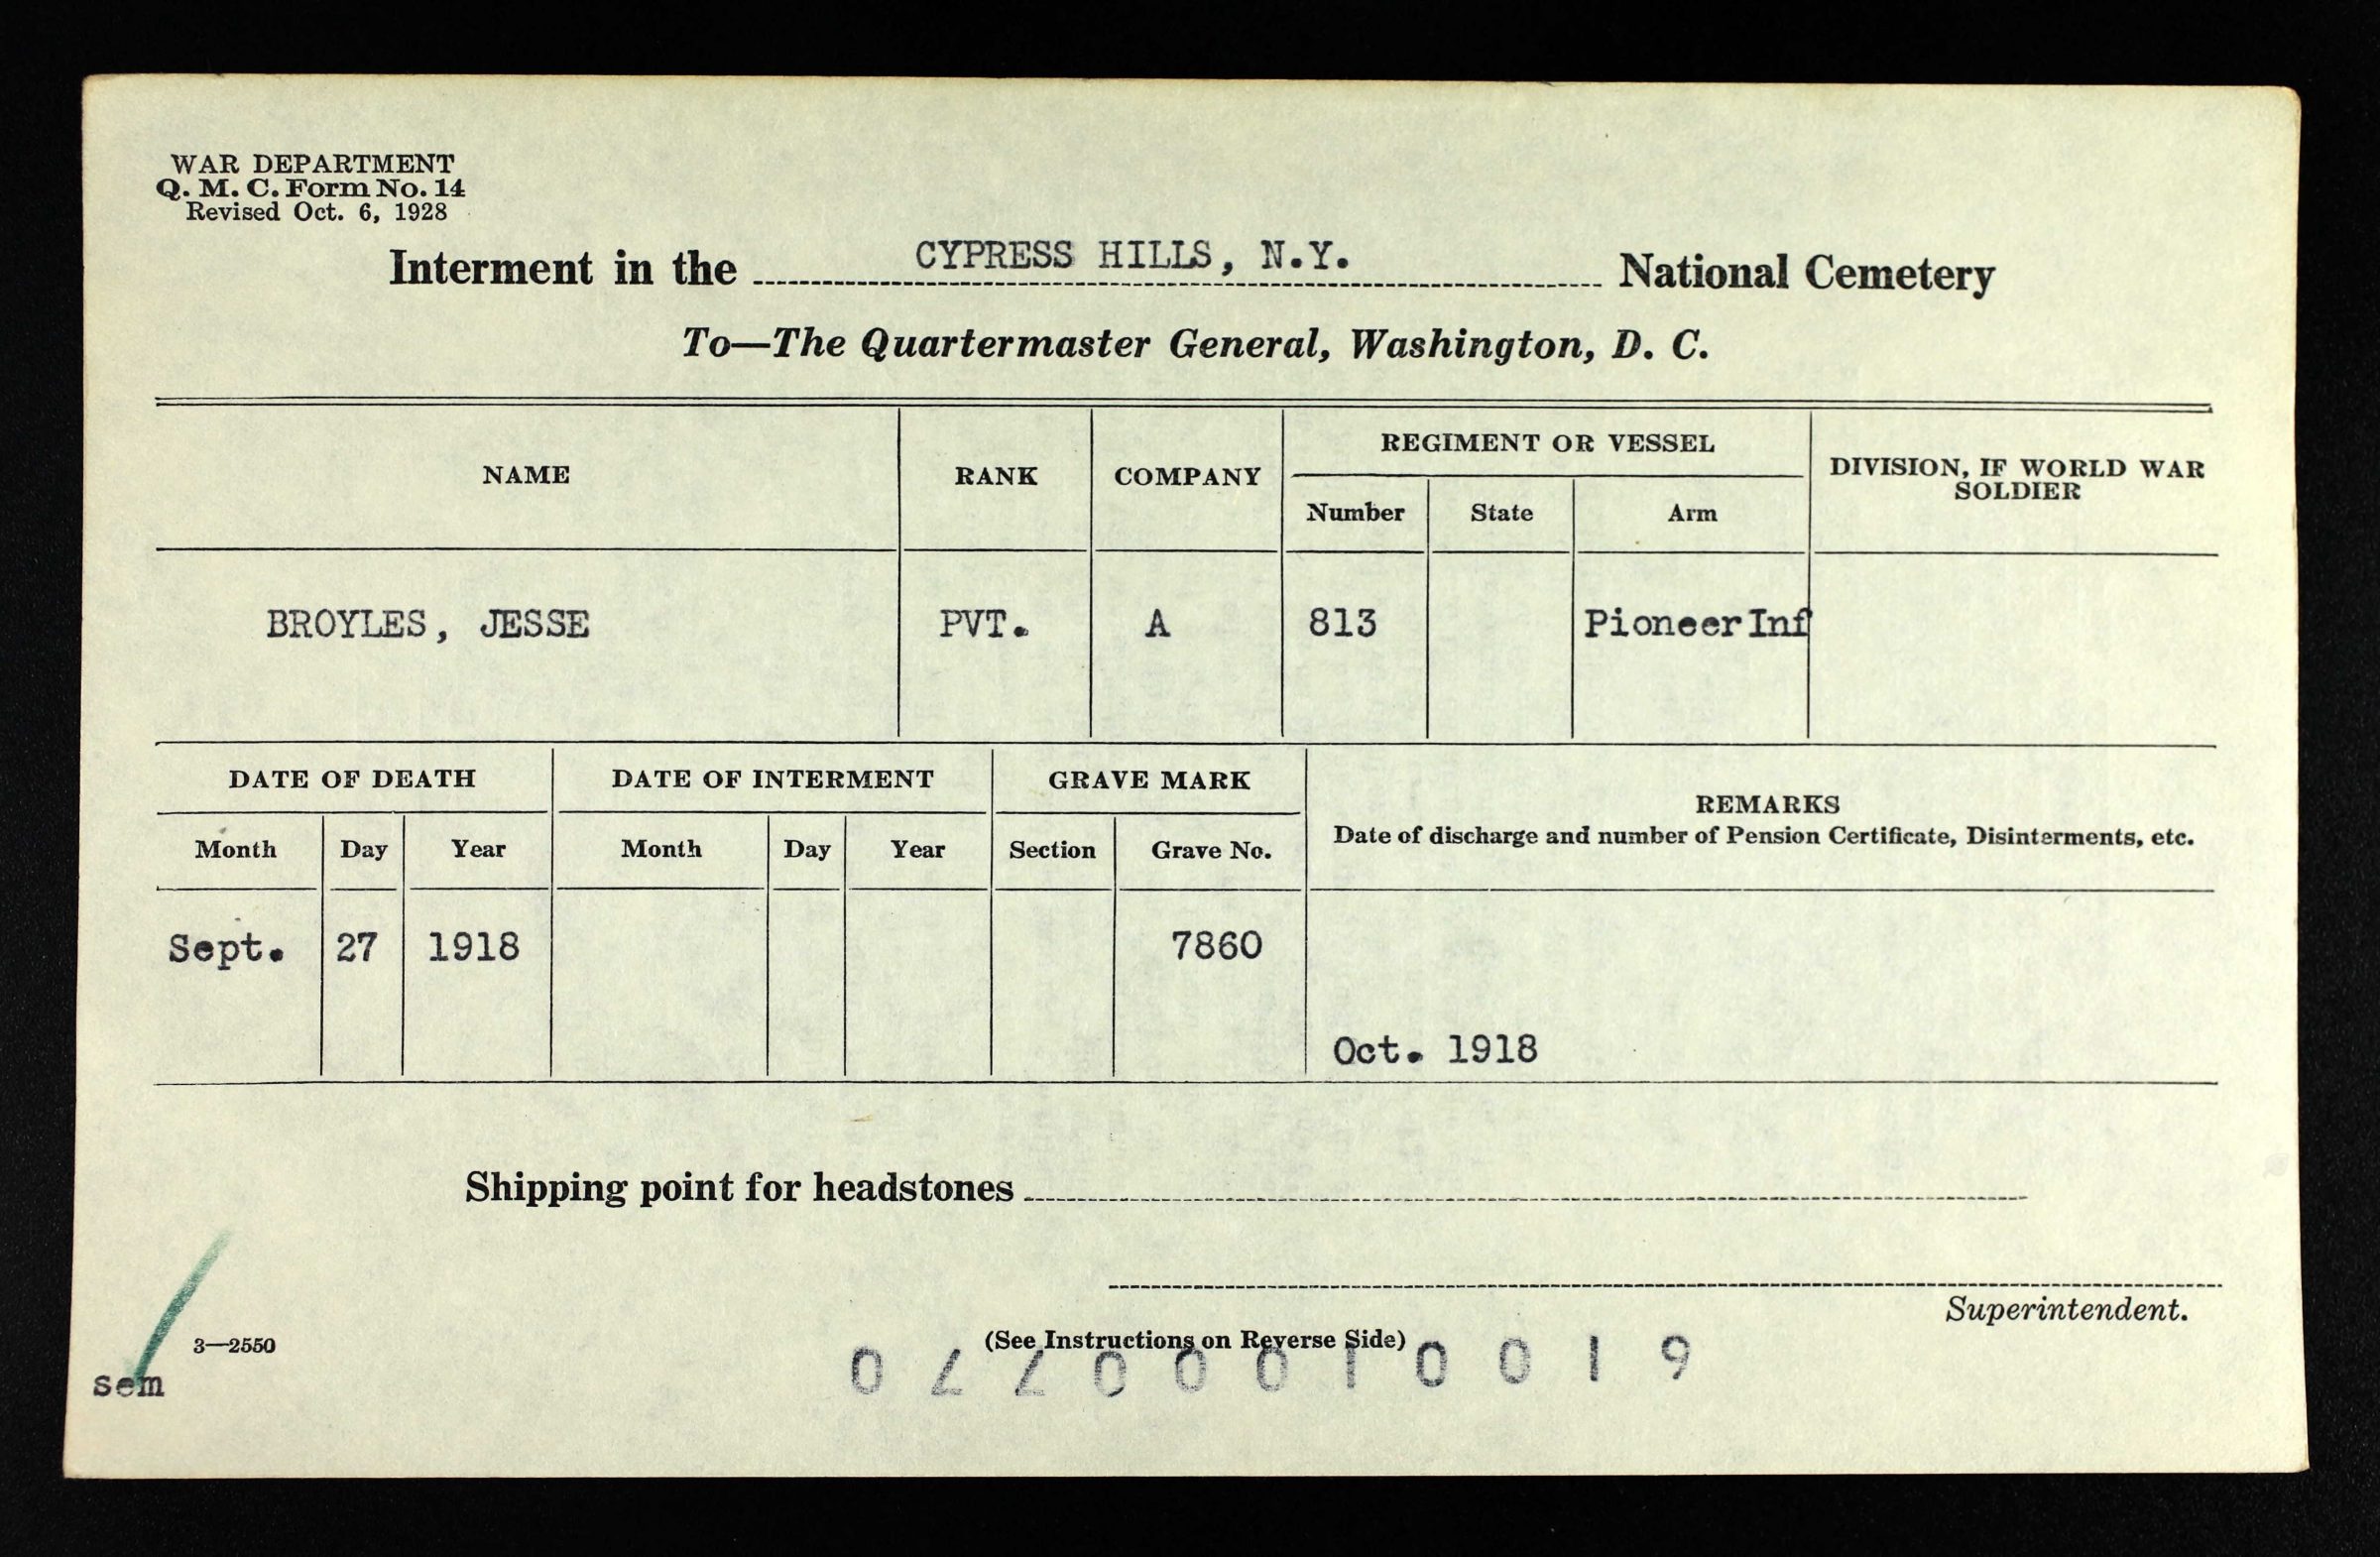 WAR DEPARTMENT
Q. M. C. Form No. 14
Revised Oct. 6, 1928
Interment in the CYPRESS HILLS, N.Y. National Cemetery
To—The Quartermaster General, Washington, D. C.
NAME
RANK
COMPANY
REGIMENT OR VESSEL
Number
State
Arm
DIVISION, IF WORLD WAR
SOLDIER
BROYLES, JESSE
PVT.
A
813
Pioneer Inf
DATE OF DEATH
DATE OF INTERMENT
GRAVE MARK
REMARKS
Date of discharge and number of Pension Certificate, Disinterments, etc.
Month
Day
Year
Month
Day
Year
Section
Grave No.
Sept.
27
1918
7860
Oct. 1918
Shipping point for headstones
Superintendent.
3—2550
(See Instructions on Reverse Side)
sem